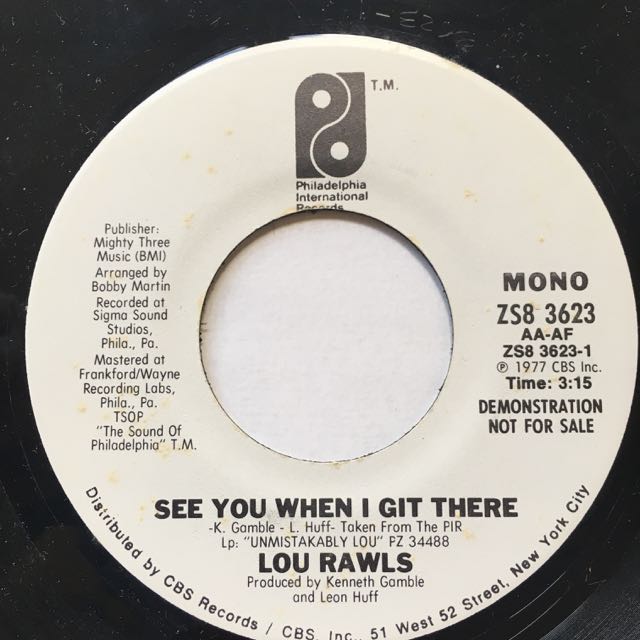 T.M.
Philadelphia
International
Records
Publisher:
Mighty Three
Music (BMI)
Arranged by
Bobby Martin
Recorded at
Sigma Sound
Studios,
Phila., Pa.
Mastered at
Frankford/Wayne
Recording Labs,
Phila., Pa.
TSOP
"The Sound Of
Philadelphia" T.M.
MONO
ZS8 3623
AA-AF
ZS8 3623-1
℗ 1977 CBS Inc.
Time: 3:15
DEMONSTRATION
NOT FOR SALE
SEE YOU WHEN I GIT THERE
-K. Gamble - L. Huff- Taken From The PIR
Lp: "UNMISTAKABLY LOU" PZ 34488
LOU RAWLS
Produced by Kenneth Gamble
and Leon Huff
Distributed by CBS Records / CBS, Inc., 51 West 52 Street, New York City